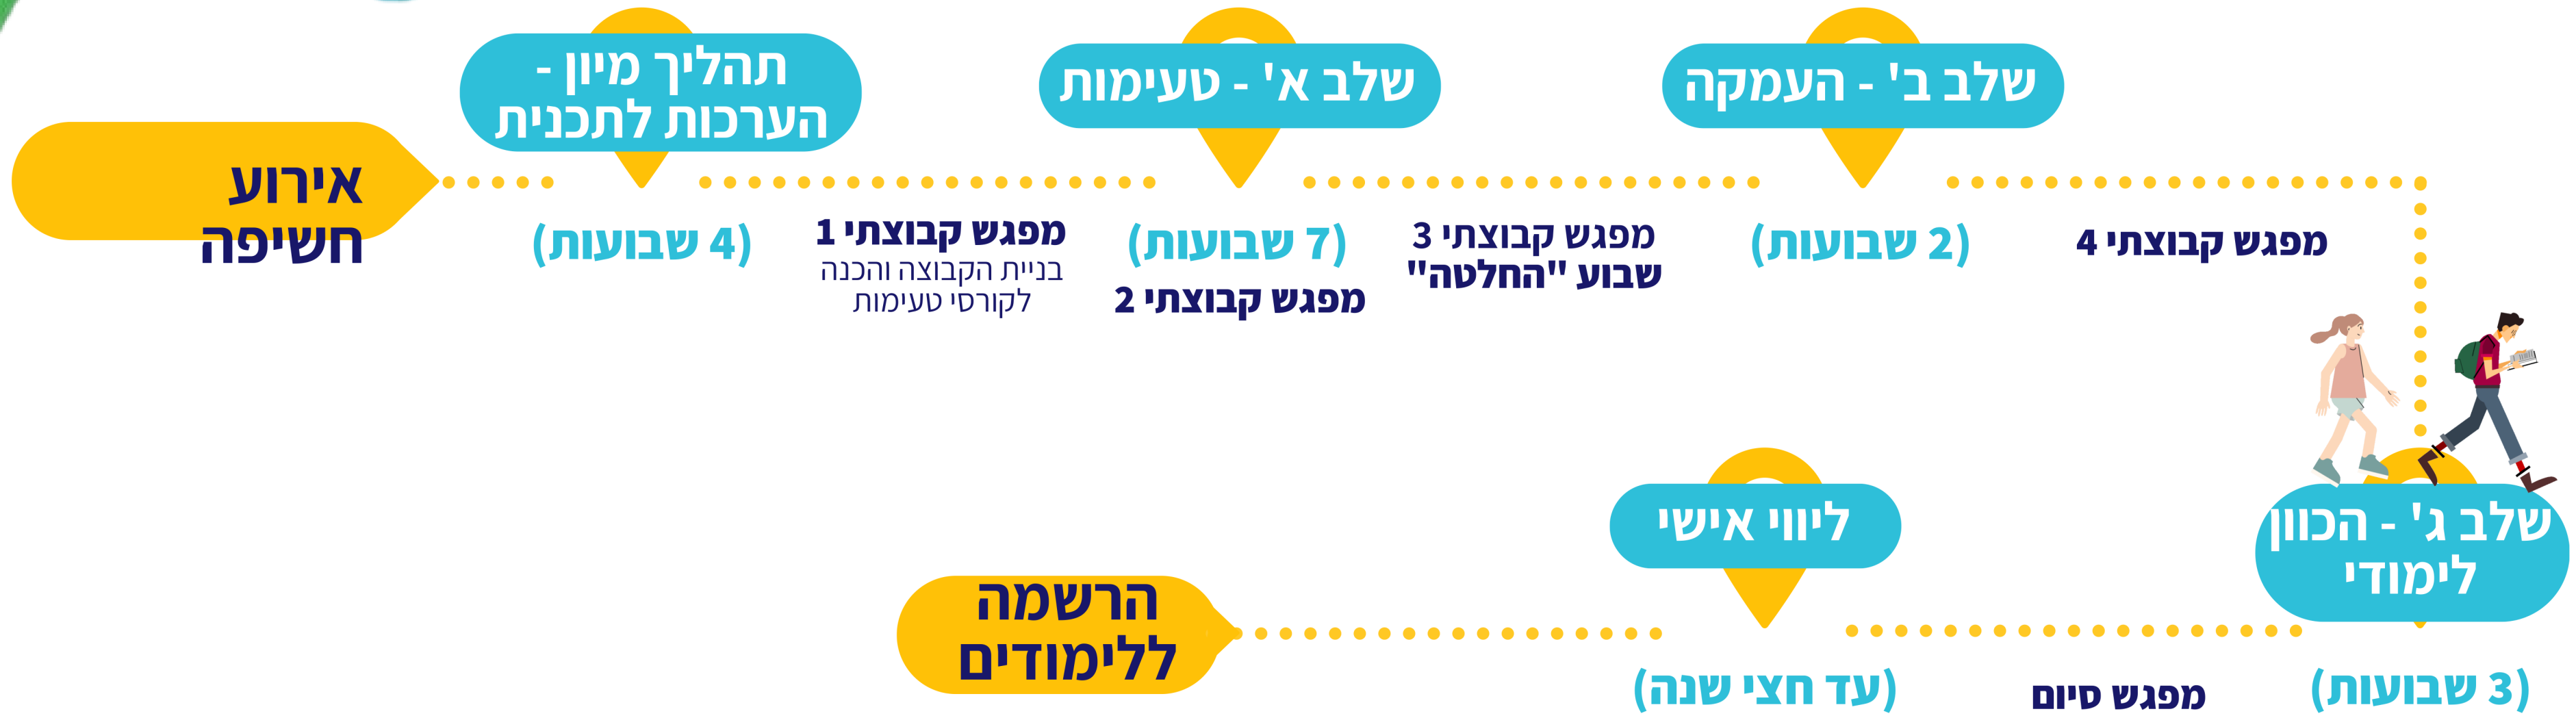 אירוע
חשיפה
תהליך מיון -
הערכות לתכנית
(4 שבועות)
מפגש קבוצתי 1
בניית הקבוצה והכנה
לקורסי טעימות
שלב א' - טעימות
(7 שבועות)
מפגש קבוצתי 2
מפגש קבוצתי 3
שבוע "החלטה"
שלב ב' - העמקה
(2 שבועות)
מפגש קבוצתי 4
שלב ג' - הכוון
לימודי
(3 שבועות)
מפגש סיום
ליווי אישי
(עד חצי שנה)
הרשמה
ללימודים